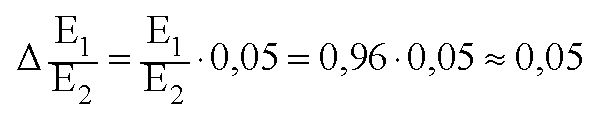 Δ E₁/E₂ = E₁/E₂ · 0,05 = 0,96 · 0,05 ≈ 0,05